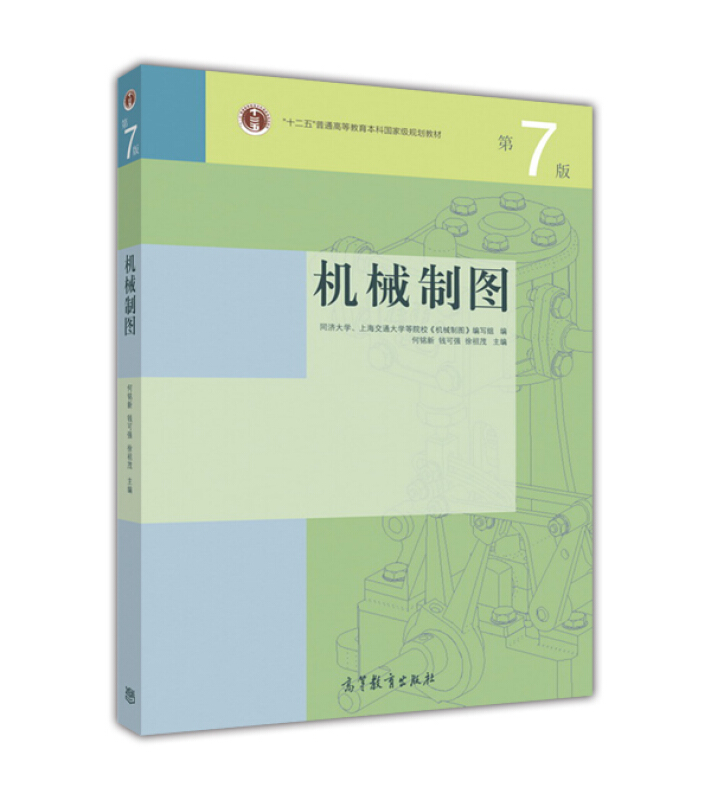 十二五
"十二五"普通高等教育本科国家级规划教材
第7版
机械制图
同济大学、上海交通大学等院校《机械制图》编写组 编
何铭新 钱可强 徐祖茂 主编
高等教育出版社
第7版
机械制图
何铭新 钱可强 徐祖茂 主编